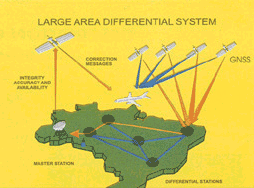 LARGE AREA DIFFERENTIAL SYSTEM
CORRECTION
MESSAGES
GNSS
INTEGRITY
ACCURACY AND
AVAILABILITY
MASTER STATION
DIFFERENTIAL STATIONS